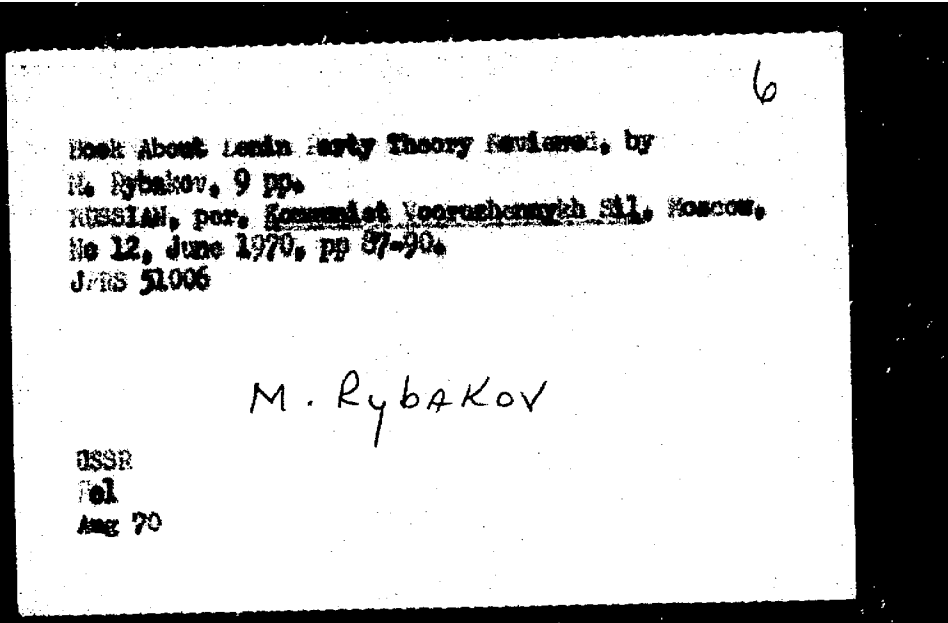 6
Book About Lenin Party Theory Reviewed, by
M. Rybakov, 9 pp.
RUSSIAN, per, Kommunist Vooruzhennykh Sil, Moscow,
No 12, June 1970, pp 87-90.
JPRS 51006
M. RybAKOV
USSR
Pol
Aug 70